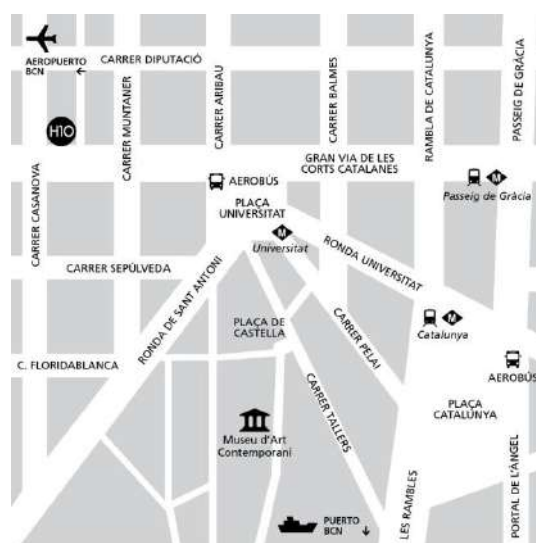 AEROPUERTO
BCN
CARRER DIPUTACIÓ
H10
CARRER CASANOVA
CARRER MUNTANER
CARRER ARIBAU
CARRER BALMES
RAMBLA DE CATALUNYA
PASSEIG DE GRÀCIA
GRAN VIA DE LES
CORTS CATALANES
AEROBÚS
PLAÇA
UNIVERSITAT
M
Universitat
M
Passeig de Gràcia
RONDA UNIVERSITAT
CARRER SEPÚLVEDA
RONDA DE SANT ANTONI
PLAÇA DE
CASTELLA
CARRER PELAI
M
Catalunya
C. FLORIDABLANCA
CARRER TALLERS
AEROBÚS
PLAÇA
CATALUNYA
Museu d'Art
Contemporani
LES RAMBLES
PORTAL DE L'ÀNGEL
PUERTO
BCN